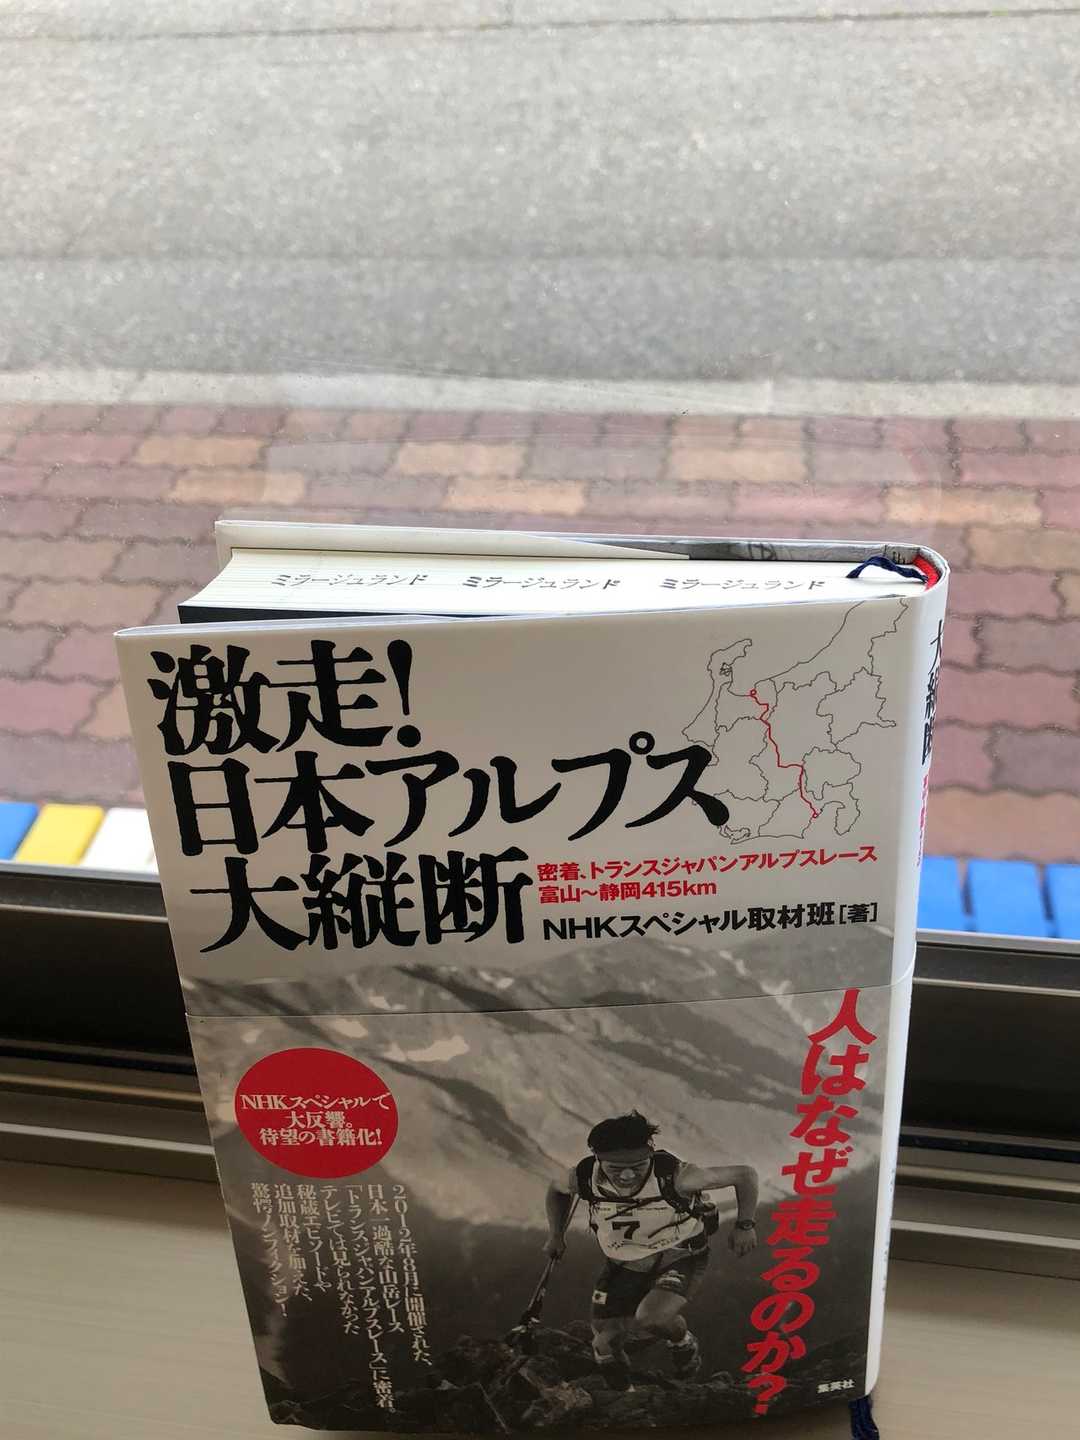 ミラージュランド ミラージュランド ミラージュランド
激走!
日本アルプス
大縦断
密着、トランスジャパンアルプスレース
富山～静岡415km
NHKスペシャル取材班[著]
大縦断
人はなぜ走るのか?
NHKスペシャルで
大反響。
待望の書籍化!
2012年8月に開催された、
日本一過酷な山岳レース
「トランスジャパンアルプスレース」に密着。
テレビでは見られなかった
秘蔵エピソードや
追加取材を加えた、
驚愕ノンフィクション!
7
集英社